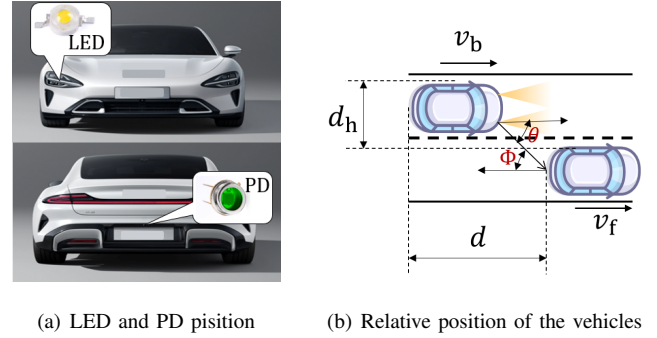 LED
PD
v_b
d_h
θ
Φ
v_f
d
(a) LED and PD pisition
(b) Relative position of the vehicles